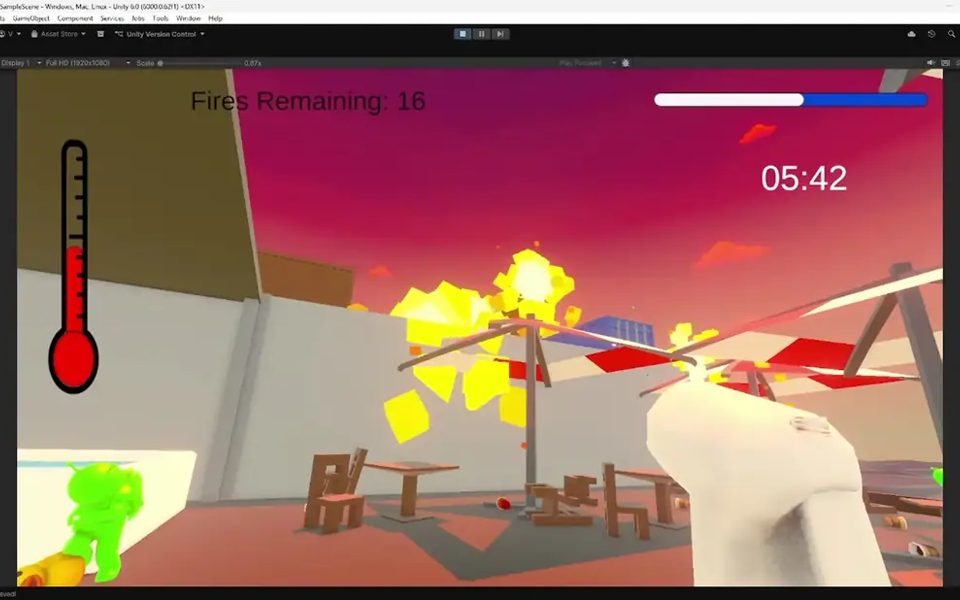 SampleScene - Windows, Mac, Linux - Unity 6.0 (6000.0.62f1) <DX11>
ts GameObject Component Services Jobs Tools Window Help
V Asset Store Unity Version Control
Display 1 Full HD (1920x1080) Scale 0.87x Play Focused
Fires Remaining: 16
05:42